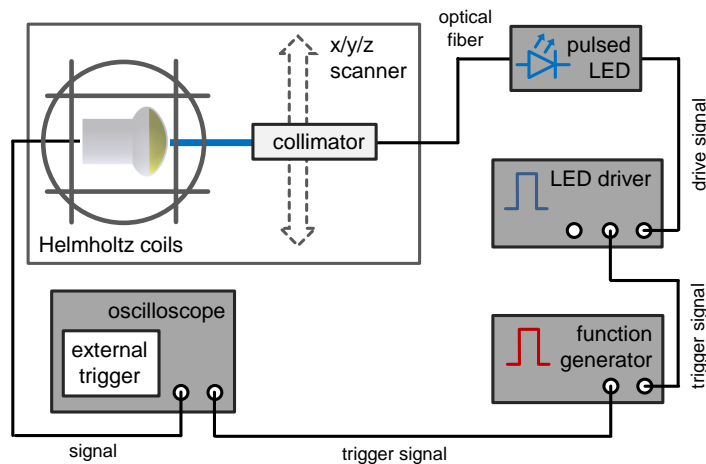 optical
fiber
x/y/z
scanner
pulsed
LED
collimator
drive signal
LED driver
Helmholtz coils
oscilloscope
external
trigger
function
generator
trigger signal
signal
trigger signal